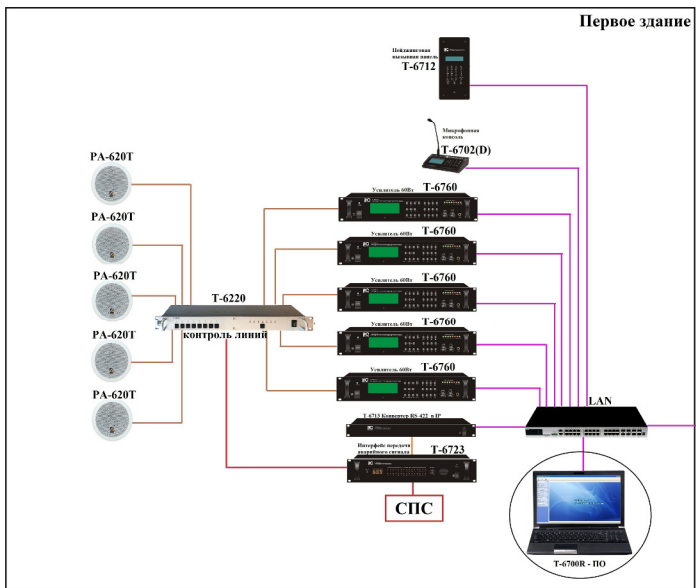 Первое здание
Пейджинговая
вызывная панель
T-6712
Микрофонная
консоль
T-6702(D)
PA-620T
PA-620T
PA-620T
PA-620T
PA-620T
T-6220
контроль линий
Усилитель 60Вт T-6760
Усилитель 60Вт T-6760
Усилитель 60Вт T-6760
Усилитель 60Вт T-6760
Усилитель 60Вт T-6760
LAN
T-6713 Конвертер RS-422 в IP
Интерфейс передачи
аварийного сигнала
T-6723
СПС
T-6700R - ПО